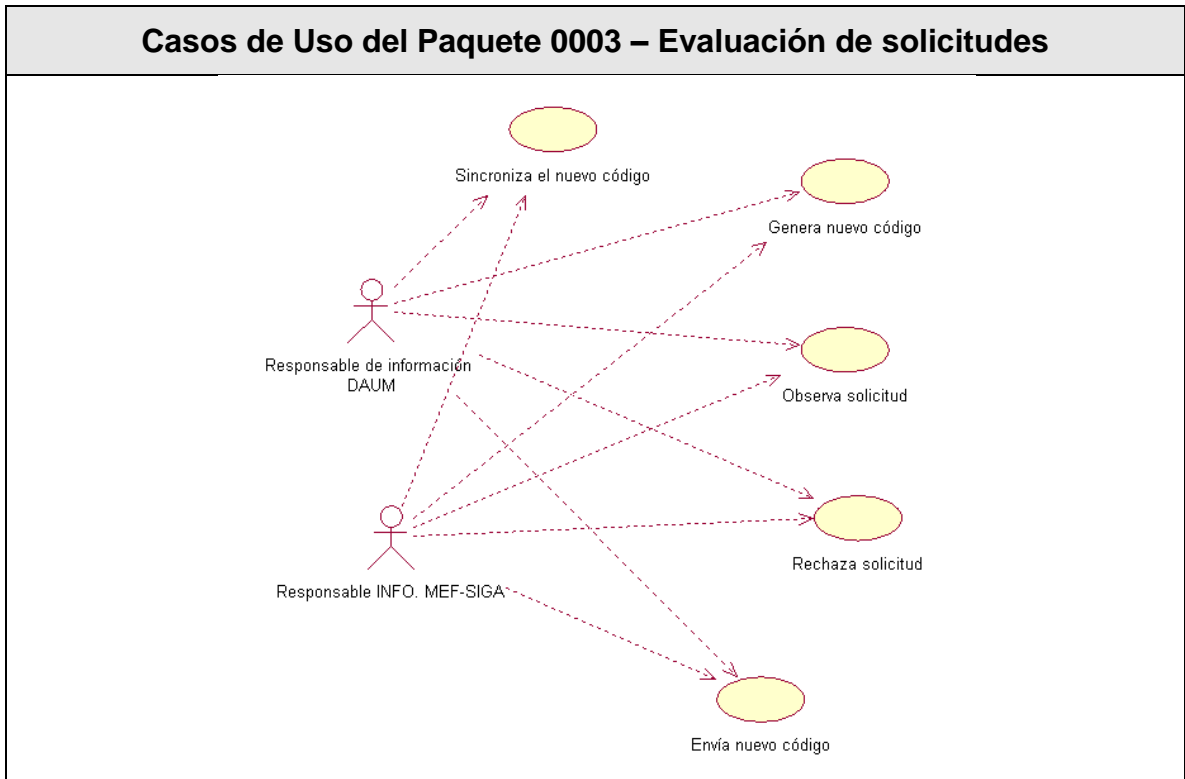 Casos de Uso del Paquete 0003 – Evaluación de solicitudes
Sincroniza el nuevo código
Genera nuevo código
Responsable de información
DAUM
Observa solicitud
Rechaza solicitud
Responsable INFO. MEF-SIGA
Envía nuevo código